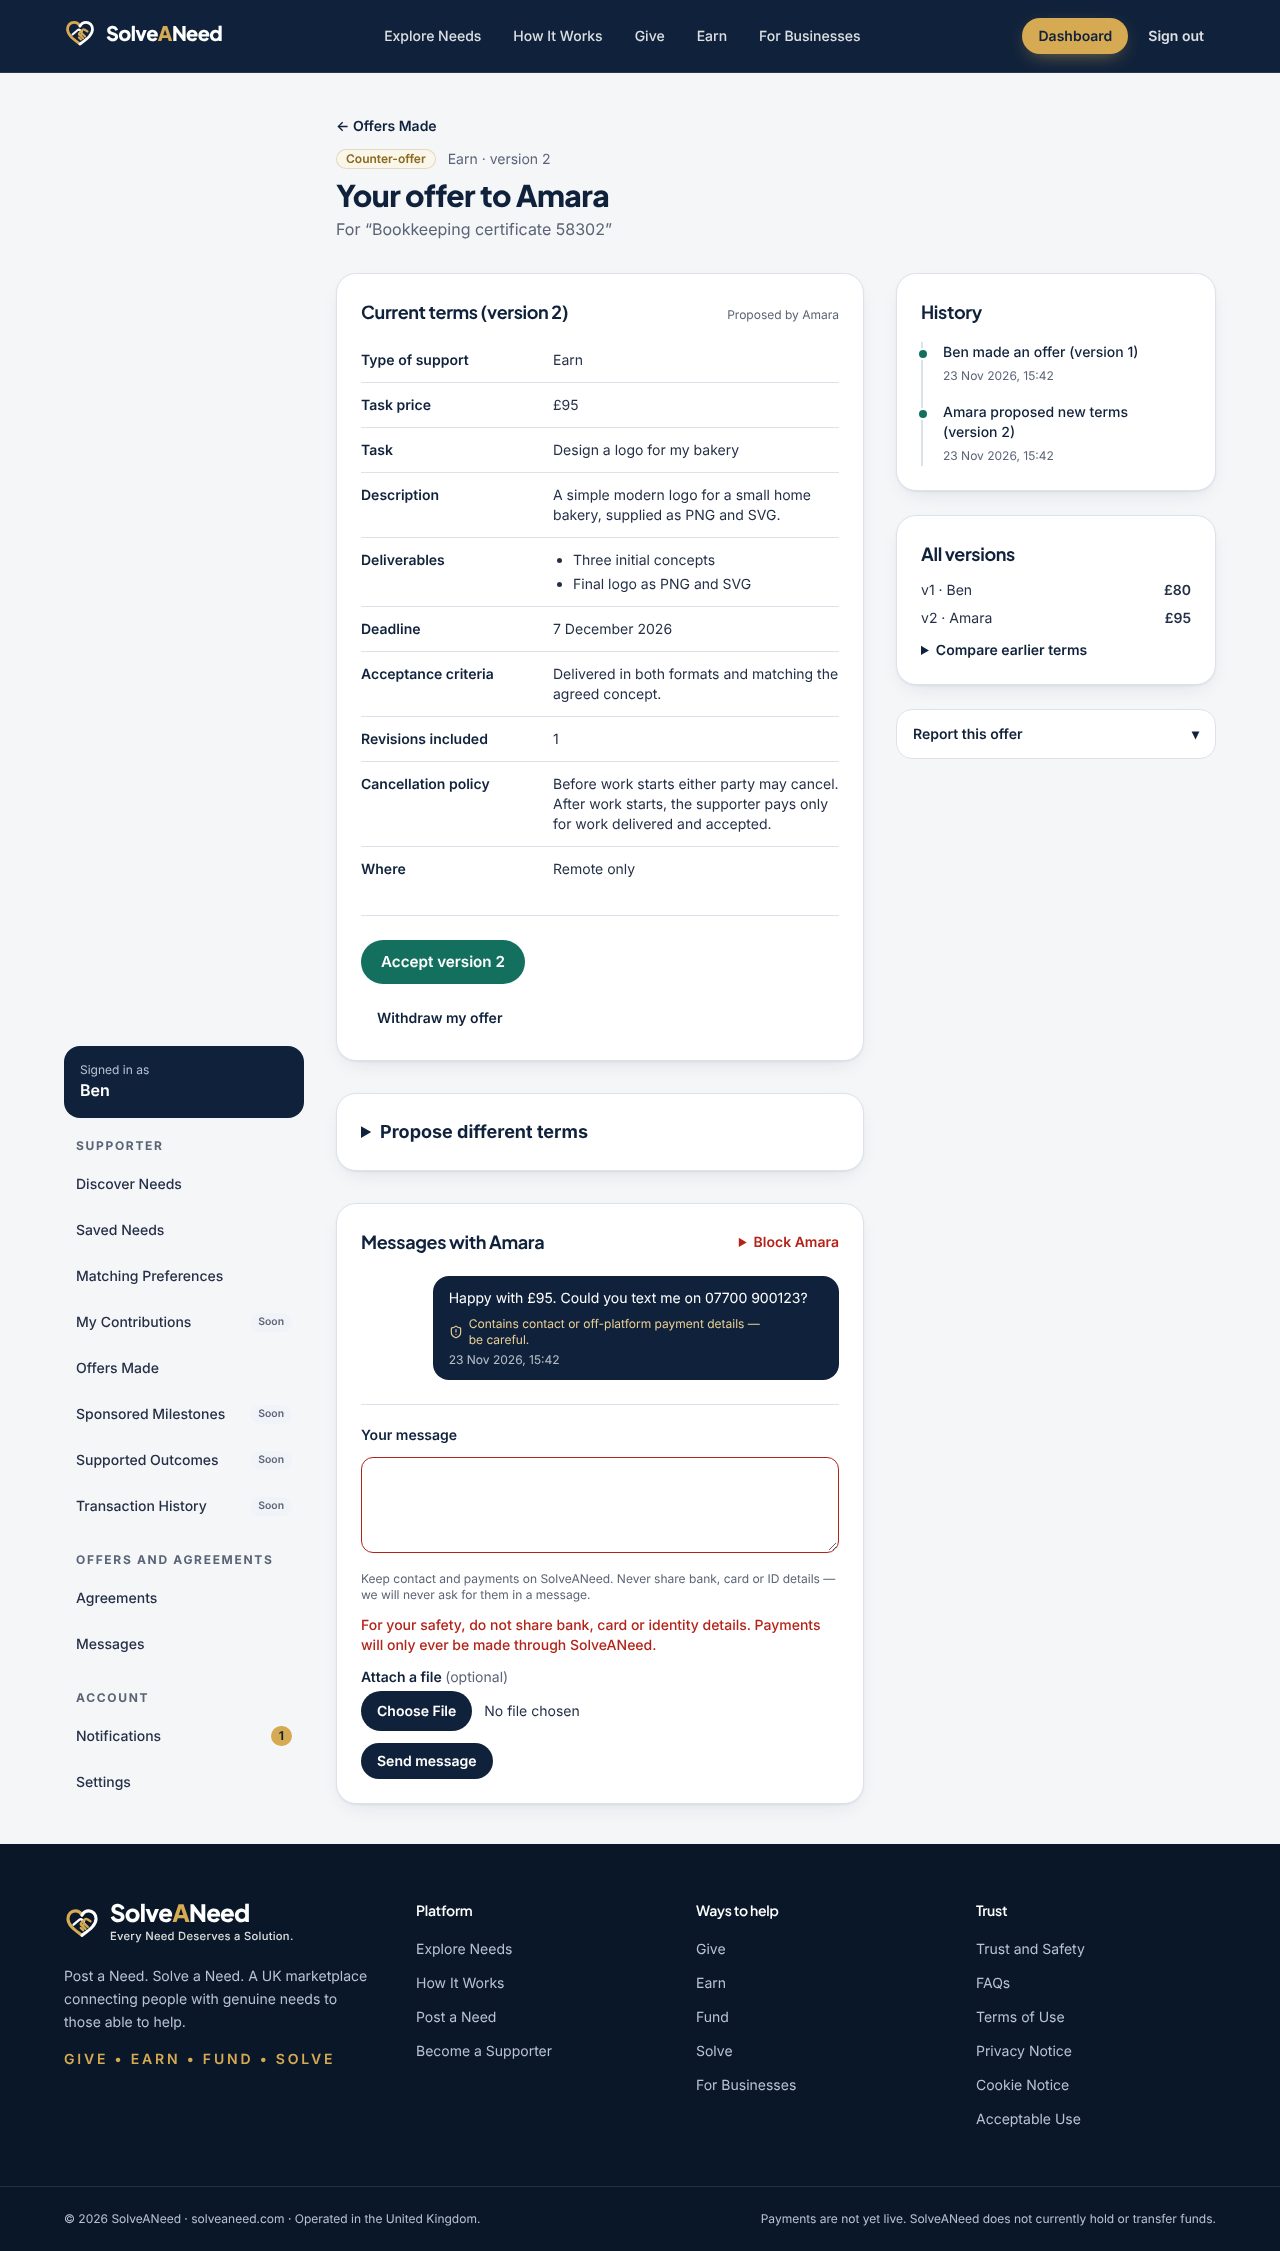 SolveANeed
Explore Needs
How It Works
Give
Earn
For Businesses
Dashboard
Sign out
← Offers Made
Counter-offer
Earn · version 2
Your offer to Amara
For “Bookkeeping certificate 58302”
Current terms (version 2)
Proposed by Amara
Type of support
Earn
Task price
£95
Task
Design a logo for my bakery
Description
A simple modern logo for a small home
bakery, supplied as PNG and SVG.
Deliverables
• Three initial concepts
• Final logo as PNG and SVG
Deadline
7 December 2026
Acceptance criteria
Delivered in both formats and matching the
agreed concept.
Revisions included
1
Cancellation policy
Before work starts either party may cancel.
After work starts, the supporter pays only
for work delivered and accepted.
Where
Remote only
Accept version 2
Withdraw my offer
History
Ben made an offer (version 1)
23 Nov 2026, 15:42
Amara proposed new terms
(version 2)
23 Nov 2026, 15:42
All versions
v1 · Ben
£80
v2 · Amara
£95
▶ Compare earlier terms
Report this offer ▾
Signed in as
Ben
SUPPORTER
Discover Needs
Saved Needs
Matching Preferences
My Contributions
Soon
Offers Made
Sponsored Milestones
Soon
Supported Outcomes
Soon
Transaction History
Soon
OFFERS AND AGREEMENTS
Agreements
Messages
ACCOUNT
Notifications
1
Settings
▶ Propose different terms
Messages with Amara
▶ Block Amara
Happy with £95. Could you text me on 07700 900123?
Contains contact or off-platform payment details —
be careful.
23 Nov 2026, 15:42
Your message
Keep contact and payments on SolveANeed. Never share bank, card or ID details —
we will never ask for them in a message.
For your safety, do not share bank, card or identity details. Payments
will only ever be made through SolveANeed.
Attach a file (optional)
Choose File
No file chosen
Send message
SolveANeed
Every Need Deserves a Solution.
Post a Need. Solve a Need. A UK marketplace
connecting people with genuine needs to
those able to help.
GIVE • EARN • FUND • SOLVE
Platform
Explore Needs
How It Works
Post a Need
Become a Supporter
Ways to help
Give
Earn
Fund
Solve
For Businesses
Trust
Trust and Safety
FAQs
Terms of Use
Privacy Notice
Cookie Notice
Acceptable Use
© 2026 SolveANeed · solveaneed.com · Operated in the United Kingdom.
Payments are not yet live. SolveANeed does not currently hold or transfer funds.